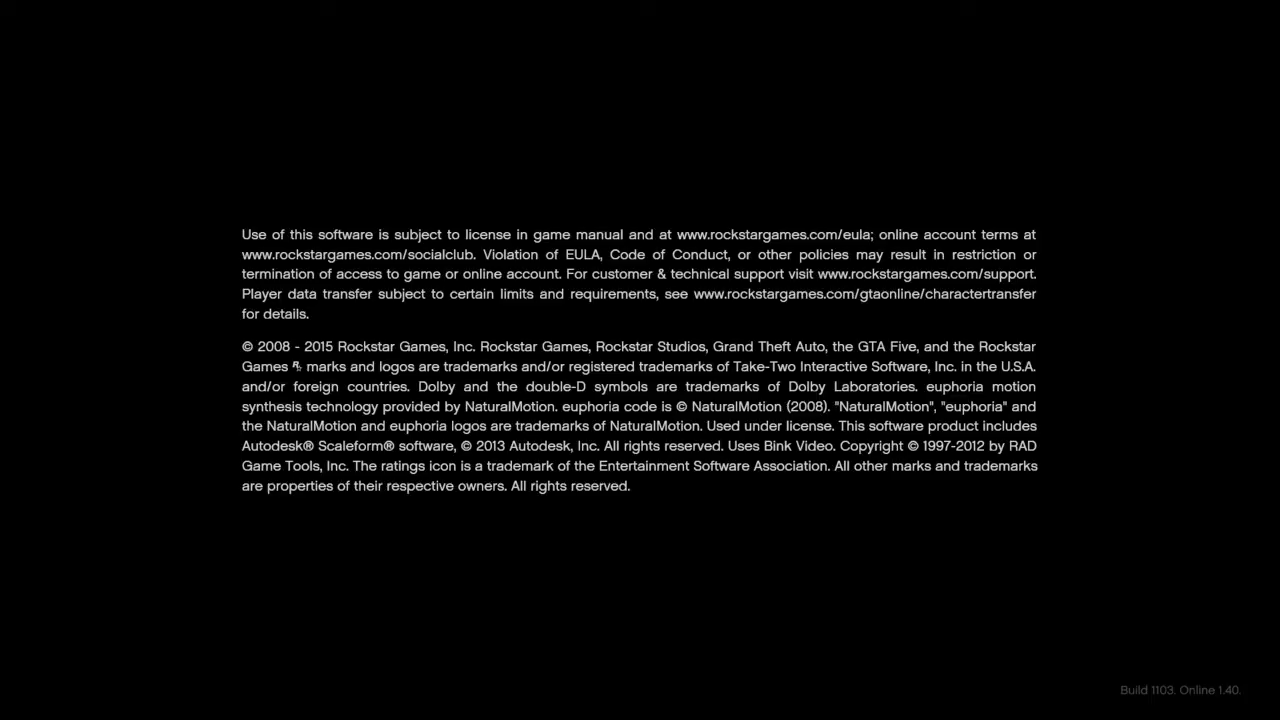 Use of this software is subject to license in game manual and at www.rockstargames.com/eula; online account terms at
www.rockstargames.com/socialclub. Violation of EULA, Code of Conduct, or other policies may result in restriction or
termination of access to game or online account. For customer & technical support visit www.rockstargames.com/support.
Player data transfer subject to certain limits and requirements, see www.rockstargames.com/gtaonline/charactertransfer
for details.
© 2008 - 2015 Rockstar Games, Inc. Rockstar Games, Rockstar Studios, Grand Theft Auto, the GTA Five, and the Rockstar
Games R* marks and logos are trademarks and/or registered trademarks of Take-Two Interactive Software, Inc. in the U.S.A.
and/or foreign countries. Dolby and the double-D symbols are trademarks of Dolby Laboratories. euphoria motion
synthesis technology provided by NaturalMotion. euphoria code is © NaturalMotion (2008). "NaturalMotion", "euphoria" and
the NaturalMotion and euphoria logos are trademarks of NaturalMotion. Used under license. This software product includes
Autodesk® Scaleform® software, © 2013 Autodesk, Inc. All rights reserved. Uses Bink Video. Copyright © 1997-2012 by RAD
Game Tools, Inc. The ratings icon is a trademark of the Entertainment Software Association. All other marks and trademarks
are properties of their respective owners. All rights reserved.
Build 1103. Online 1.40.